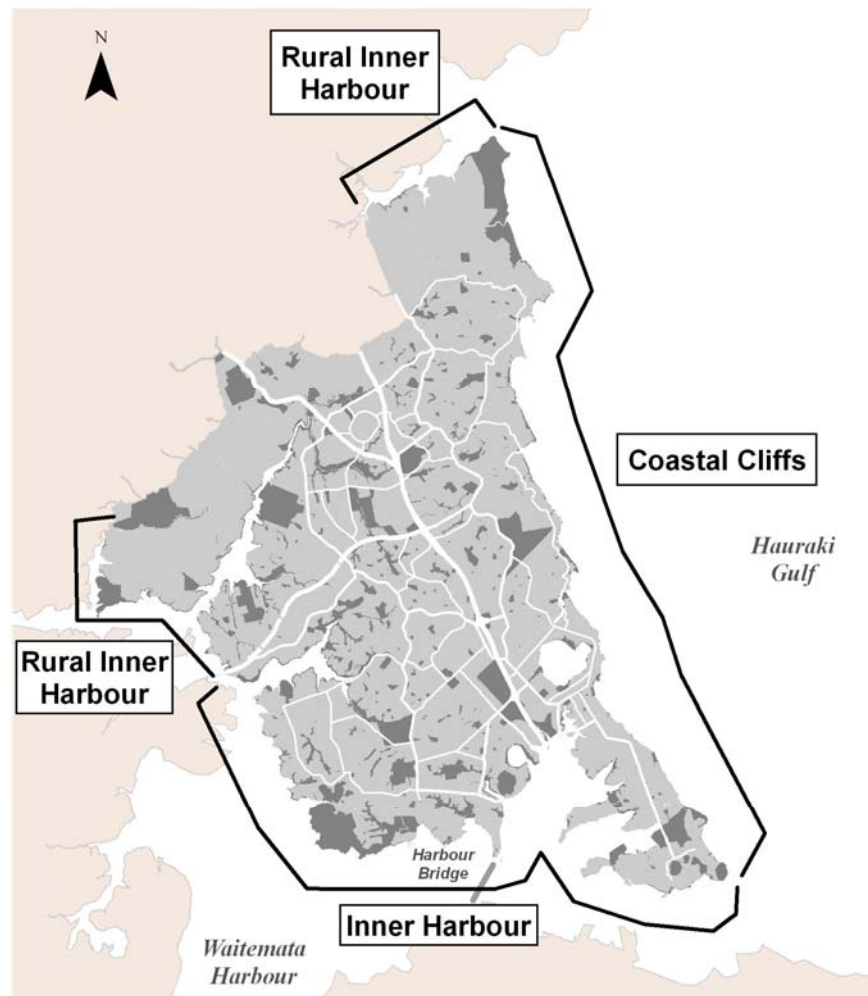 N
Rural Inner
Harbour
Coastal Cliffs
Hauraki
Gulf
Rural Inner
Harbour
Harbour
Bridge
Inner Harbour
Waitemata
Harbour